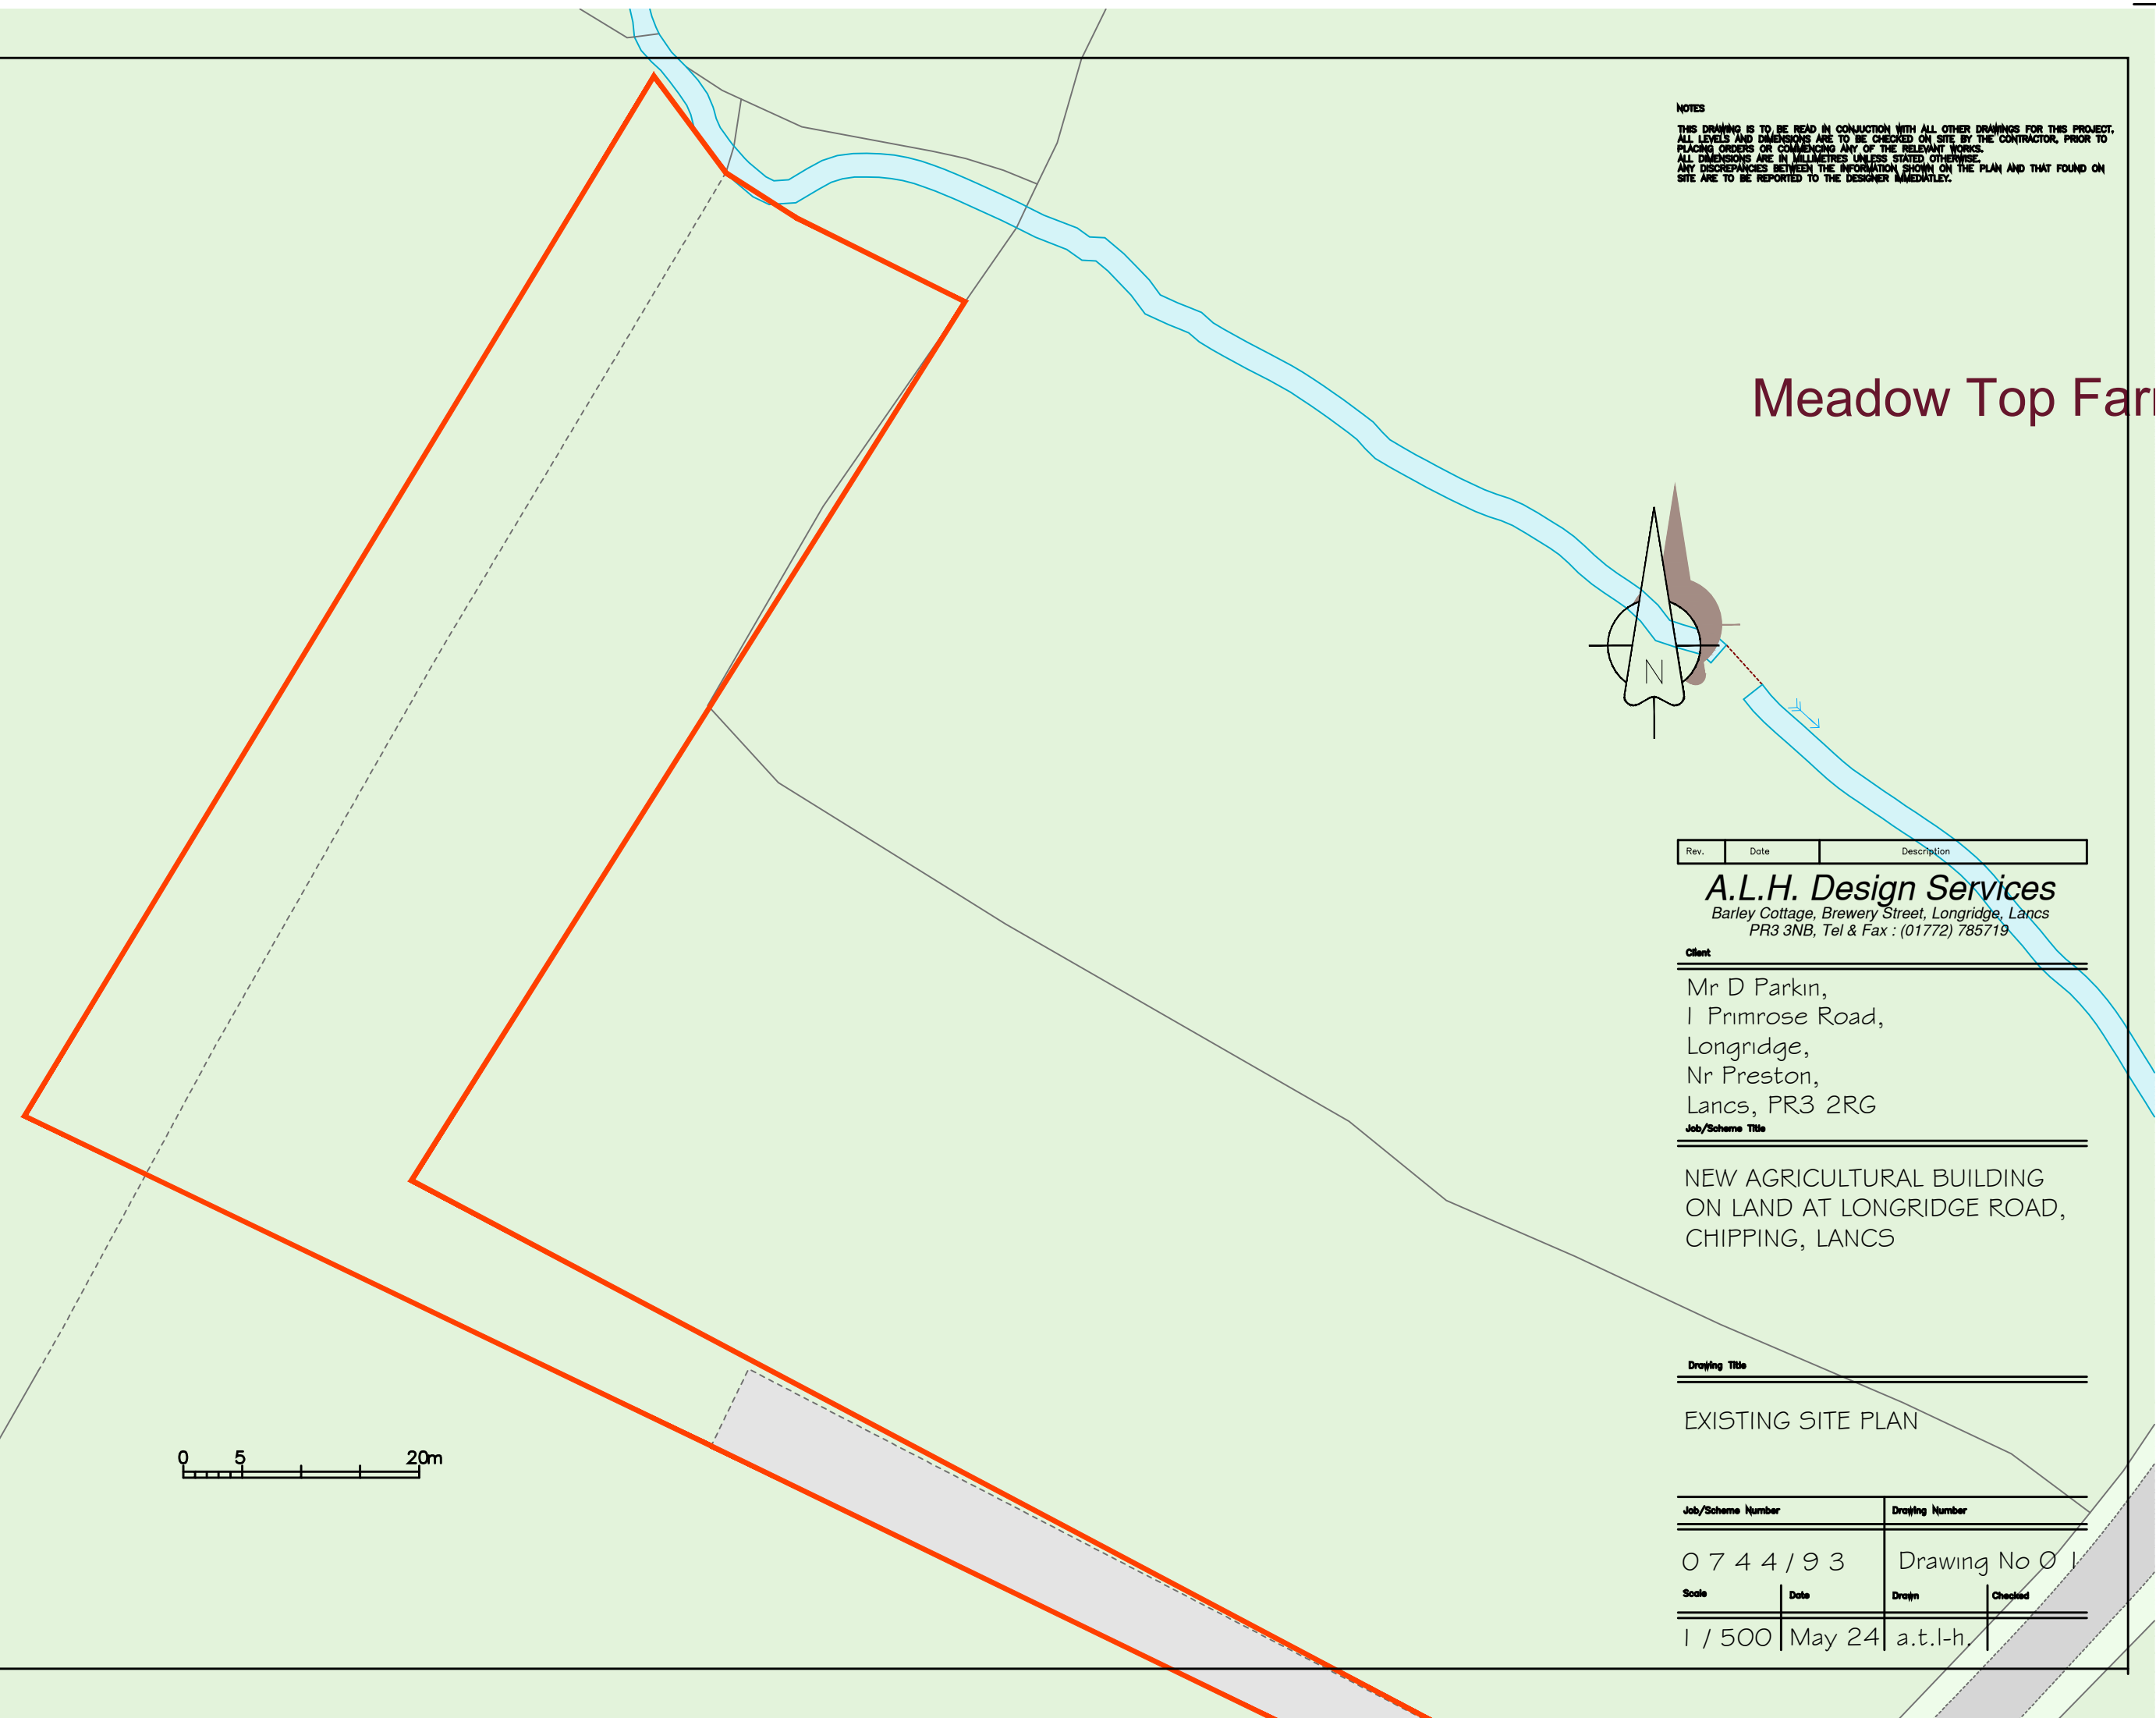 NOTES
THIS DRAWING IS TO BE READ IN CONJUCTION WITH ALL OTHER DRAWINGS FOR THIS PROJECT.
ALL LEVELS AND DIMENSIONS ARE TO BE CHECKED ON SITE BY THE CONTRACTOR, PRIOR TO
PLACING ORDERS OR COMMENCING ANY OF THE RELEVANT WORKS.
ALL DIMENSIONS ARE IN MILLIMETRES UNLESS STATED OTHERWISE.
ANY DISCREPANCIES BETWEEN THE INFORMATION SHOWN ON THE PLAN AND THAT FOUND ON
SITE ARE TO BE REPORTED TO THE DESIGNER IMMEDIATLEY.
Meadow Top Far
N
Rev. Date Description
A.L.H. Design Services
Barley Cottage, Brewery Street, Longridge, Lancs
PR3 3NB, Tel & Fax : (01772) 785719
Client
Mr D Parkin,
1 Primrose Road,
Longridge,
Nr Preston,
Lancs, PR3 2RG
Job/Scheme Title
NEW AGRICULTURAL BUILDING
ON LAND AT LONGRIDGE ROAD,
CHIPPING, LANCS
Drawing Title
EXISTING SITE PLAN
0 5 20m
Job/Scheme Number Drawing Number
0744/93 Drawing No 01
Scale Date Drawn Checked
1 / 500 May 24 a.t.l-h.